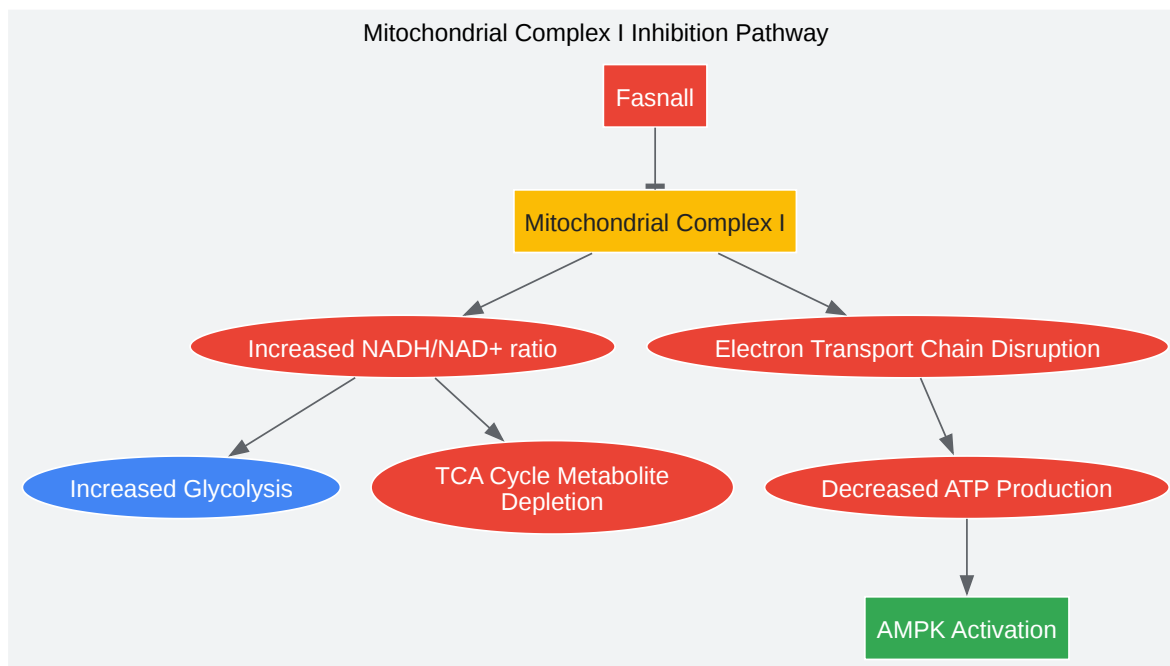 Mitochondrial Complex I Inhibition Pathway
Fasnall
Mitochondrial Complex I
Increased NADH/NAD+ ratio
Electron Transport Chain Disruption
Increased Glycolysis
TCA Cycle Metabolite
Depletion
Decreased ATP Production
AMPK Activation